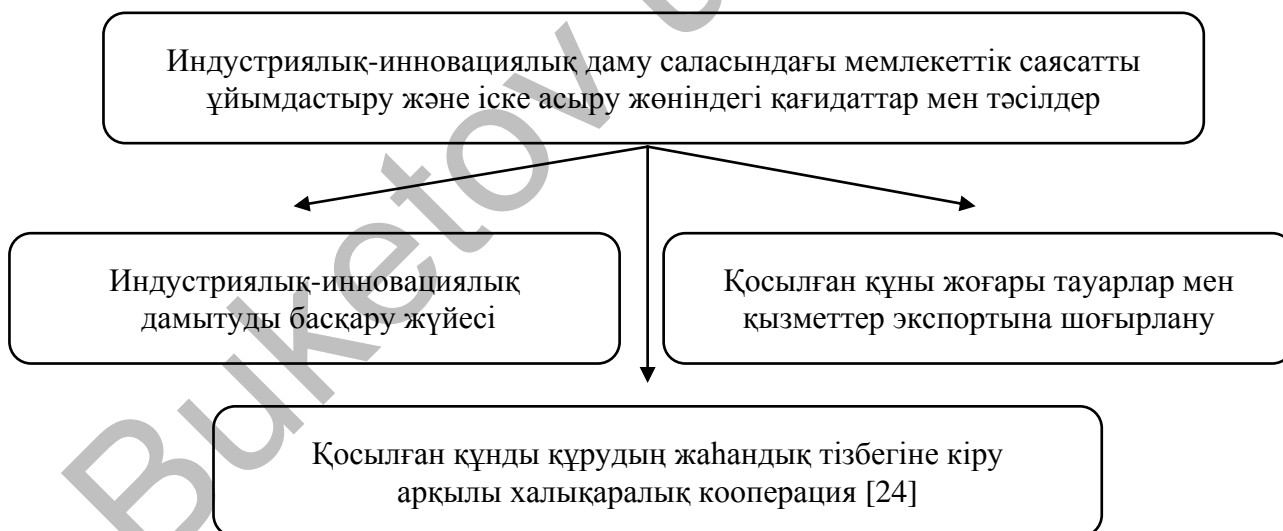 Индустриялық-инновациялық даму саласындағы мемлекеттік саясатты
ұйымдастыру және іске асыру жөніндегі қағидаттар мен тәсілдер
Индустриялық-инновациялық
дамытуды басқару жүйесі
Қосылған құны жоғары тауарлар мен
қызметтер экспортына шоғырлану
Қосылған құнды құрудың жаһандық тізбегіне кіру
арқылы халықаралық кооперация [24]
Buketov